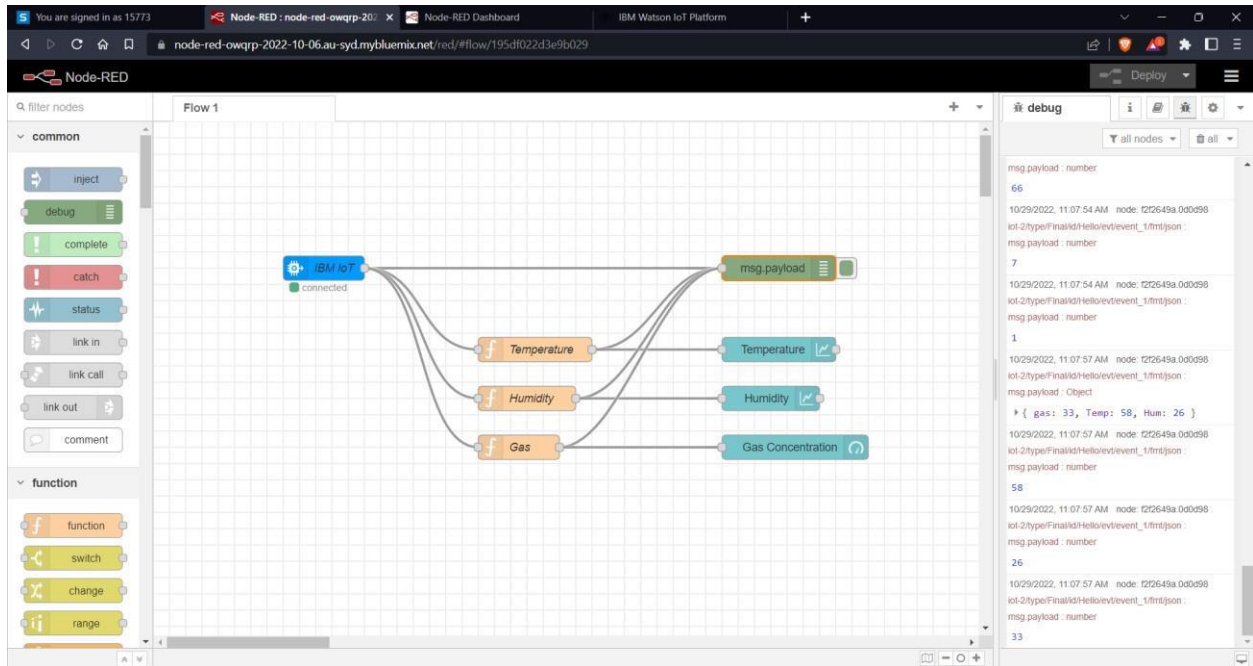 You are signed in as 15773
Node-RED : node-red-owqrp-202
Node-RED Dashboard
IBM Watson IoT Platform
node-red-owqrp-2022-10-06.au-syd.mybluemix.net/red/#flow/195df022d3e9b029
Node-RED
Deploy
filter nodes
Flow 1
debug
all nodes
all
common
inject
debug
complete
catch
status
link in
link call
link out
comment
function
function
switch
change
range
IBM IoT
connected
msg.payload
Temperature
Temperature
Humidity
Humidity
Gas
Gas Concentration
msg.payload : number
66
10/29/2022, 11:07:54 AM node: f2f2649a.0d0d98
iot-2/type/Final/id/Hello/evt/event_1/fmt/json :
msg.payload : number
7
10/29/2022, 11:07:54 AM node: f2f2649a.0d0d98
iot-2/type/Final/id/Hello/evt/event_1/fmt/json :
msg.payload : number
1
10/29/2022, 11:07:57 AM node: f2f2649a.0d0d98
iot-2/type/Final/id/Hello/evt/event_1/fmt/json :
msg.payload : Object
{ gas: 33, Temp: 58, Hum: 26 }
10/29/2022, 11:07:57 AM node: f2f2649a.0d0d98
iot-2/type/Final/id/Hello/evt/event_1/fmt/json :
msg.payload : number
58
10/29/2022, 11:07:57 AM node: f2f2649a.0d0d98
iot-2/type/Final/id/Hello/evt/event_1/fmt/json :
msg.payload : number
26
10/29/2022, 11:07:57 AM node: f2f2649a.0d0d98
iot-2/type/Final/id/Hello/evt/event_1/fmt/json :
msg.payload : number
33